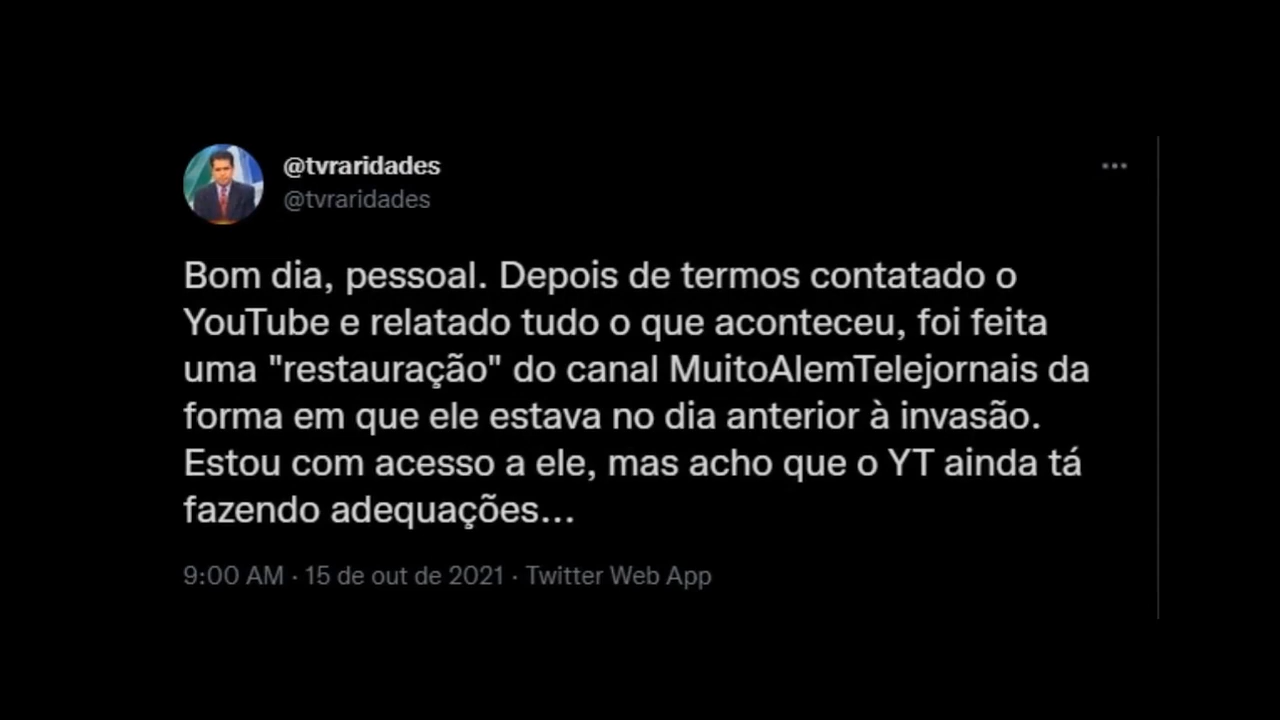 @tvraridades
@tvraridades
Bom dia, pessoal. Depois de termos contatado o
YouTube e relatado tudo o que aconteceu, foi feita
uma "restauração" do canal MuitoAlemTelejornais da
forma em que ele estava no dia anterior à invasão.
Estou com acesso a ele, mas acho que o YT ainda tá
fazendo adequações...
9:00 AM · 15 de out de 2021 · Twitter Web App